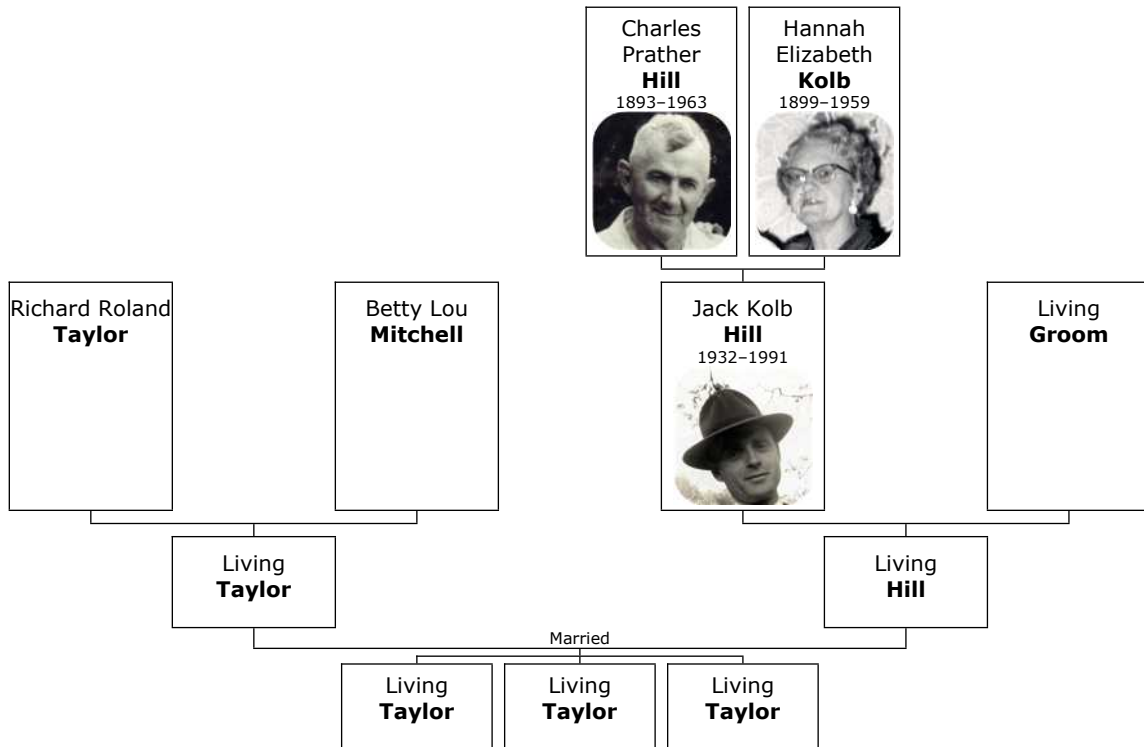 Charles
Prather
Hill
1893–1963
Hannah
Elizabeth
Kolb
1899–1959
Richard Roland
Taylor
Betty Lou
Mitchell
Jack Kolb
Hill
1932–1991
Living
Groom
Living
Taylor
Living
Hill
Married
Living
Taylor
Living
Taylor
Living
Taylor